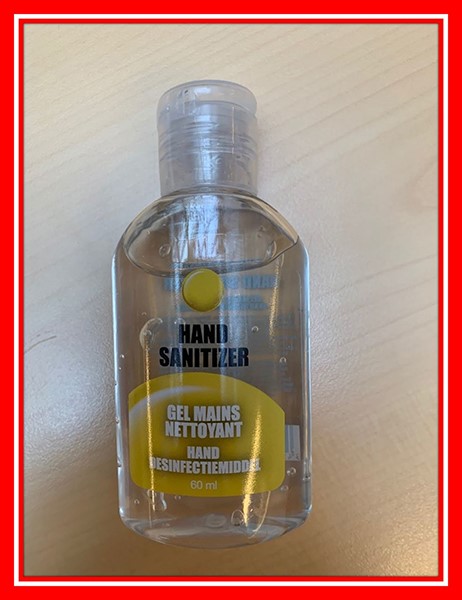 HAND
SANITIZER
GEL MAINS
NETTOYANT
HAND
DESINFECTIEMIDDEL
60 ml